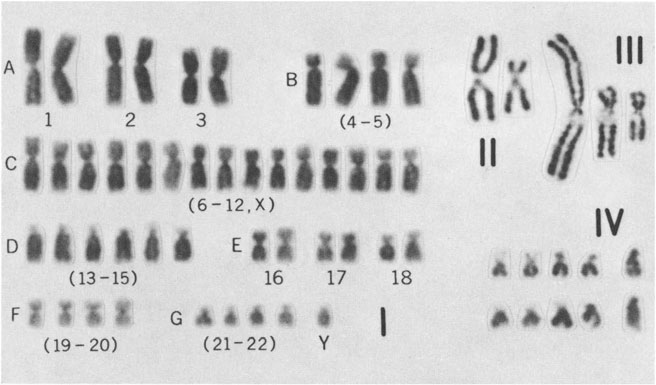 A
1 2 3
B
(4-5)
C
(6-12, X)
D
(13-15)
E
16 17 18
F
(19-20)
G
(21-22)
Y
I
II
III
IV